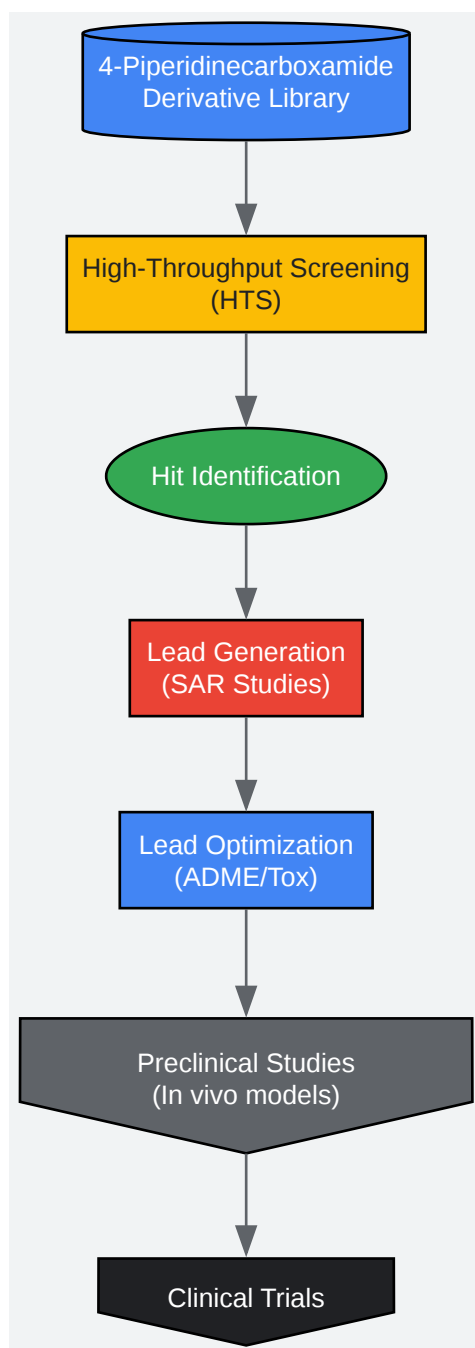 4-Piperidinecarboxamide
Derivative Library
High-Throughput Screening
(HTS)
Hit Identification
Lead Generation
(SAR Studies)
Lead Optimization
(ADME/Tox)
Preclinical Studies
(In vivo models)
Clinical Trials